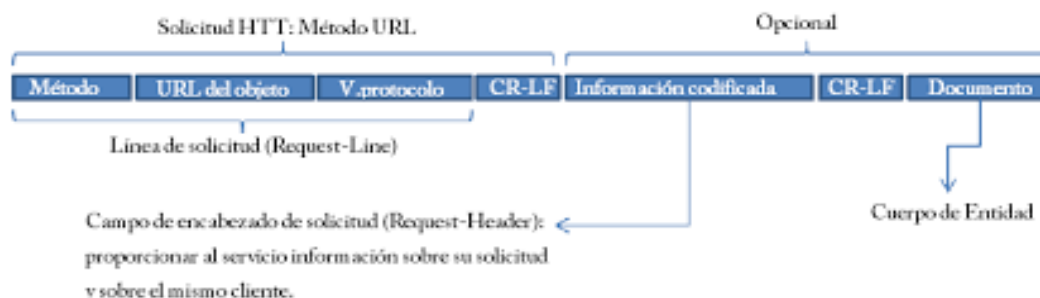 Solicitud HTT: Método URL
Opcional
Método URL del objeto V.protocolo CR-LF Información codificada CR-LF Documento
Línea de solicitud (Request-Line)
Campo de encabezado de solicitud (Request-Header):
proporcionar al servicio información sobre su solicitud
y sobre el mismo cliente.
Cuerpo de Entidad